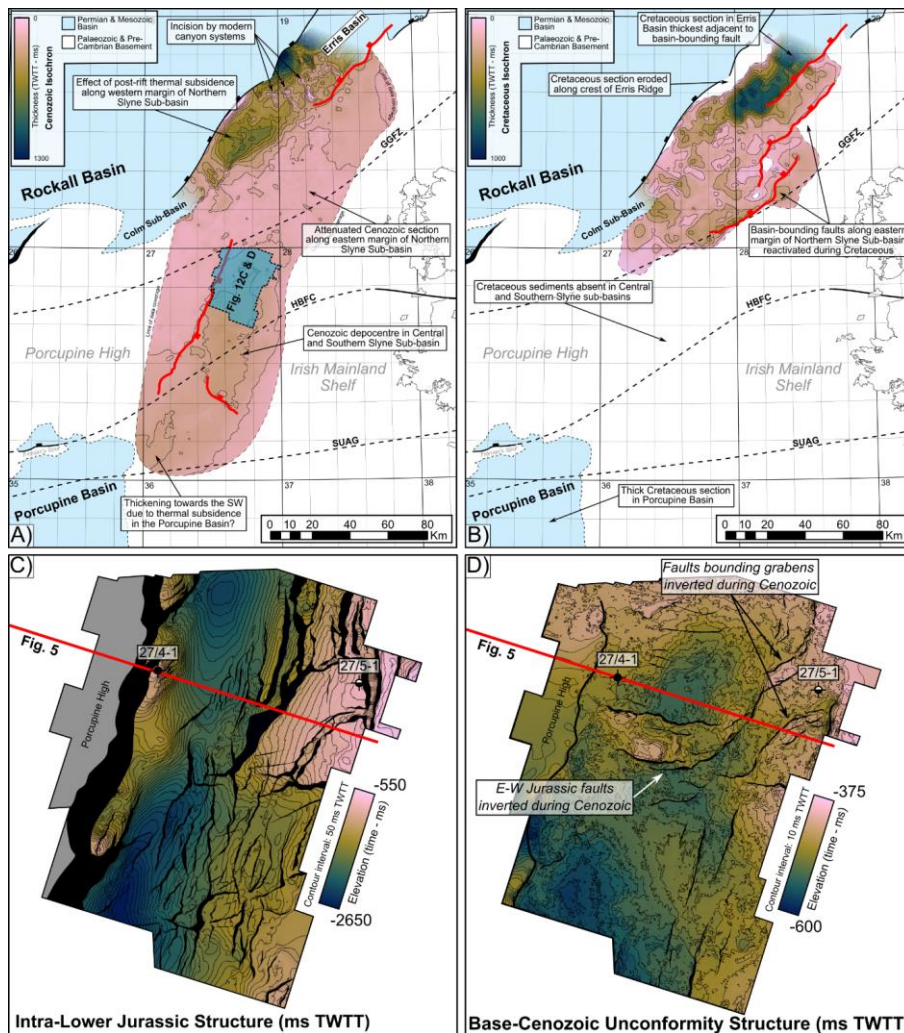 Thickness (TWTT - ms)
Cenozoic Isochron
1300
Permian & Mesozoic
Basin
Palaeozoic & Pre-
Cambrian Basement
Incision by modern
canyon systems
19
Erris Basin
20
Effect of post-rift thermal subsidence
along western margin of Northern
Slyne Sub-basin
Rockall Basin
Colm Sub-Basin
GGFZ
Attenuated Cenozoic section
along eastern margin of Northern
Slyne Sub-basin
27
28
Fig. 12C & D
HBFC
Cenozoic depocentre in Central
and Southern Slyne Sub-basin
Porcupine High
Irish Mainland
Shelf
SUAG
35
36
37
38
Thickening towards the SW
due to thermal subsidence
in the Porcupine Basin?
Porcupine Basin
0 10 20 40 60 80
Km
A)
Thickness (TWTT - ms)
Cretaceous Isochron
1000
Permian & Mesozoic
Basin
Palaeozoic & Pre-
Cambrian Basement
Cretaceous section in Erris
Basin thickest adjacent to
basin-bounding fault
20
Cretaceous section eroded
along crest of Erris Ridge
Rockall Basin
Colm Sub-Basin
GGFZ
Basin-bounding faults along eastern
margin of Northern Slyne Sub-basin
reactivated during Cretaceous
27
28
Cretaceous sediments absent in Central
and Southern Slyne sub-basins
HBFC
Porcupine High
Irish Mainland
Shelf
SUAG
35
36
37
38
Porcupine Basin
Thick Cretaceous section
in Porcupine Basin
0 10 20 40 60 80
Km
B)
C)
Fig. 5
27/4-1
27/5-1
Porcupine High
-550
Contour interval: 50 ms TWTT
Elevation (time - ms)
-2650
Intra-Lower Jurassic Structure (ms TWTT)
D)
Faults bounding grabens
inverted during Cenozoic
Fig. 5
27/4-1
27/5-1
Porcupine High
E-W Jurassic faults
inverted during Cenozoic
-375
Contour interval: 10 ms TWTT
Elevation (time - ms)
-600
Base-Cenozoic Unconformity Structure (ms TWTT